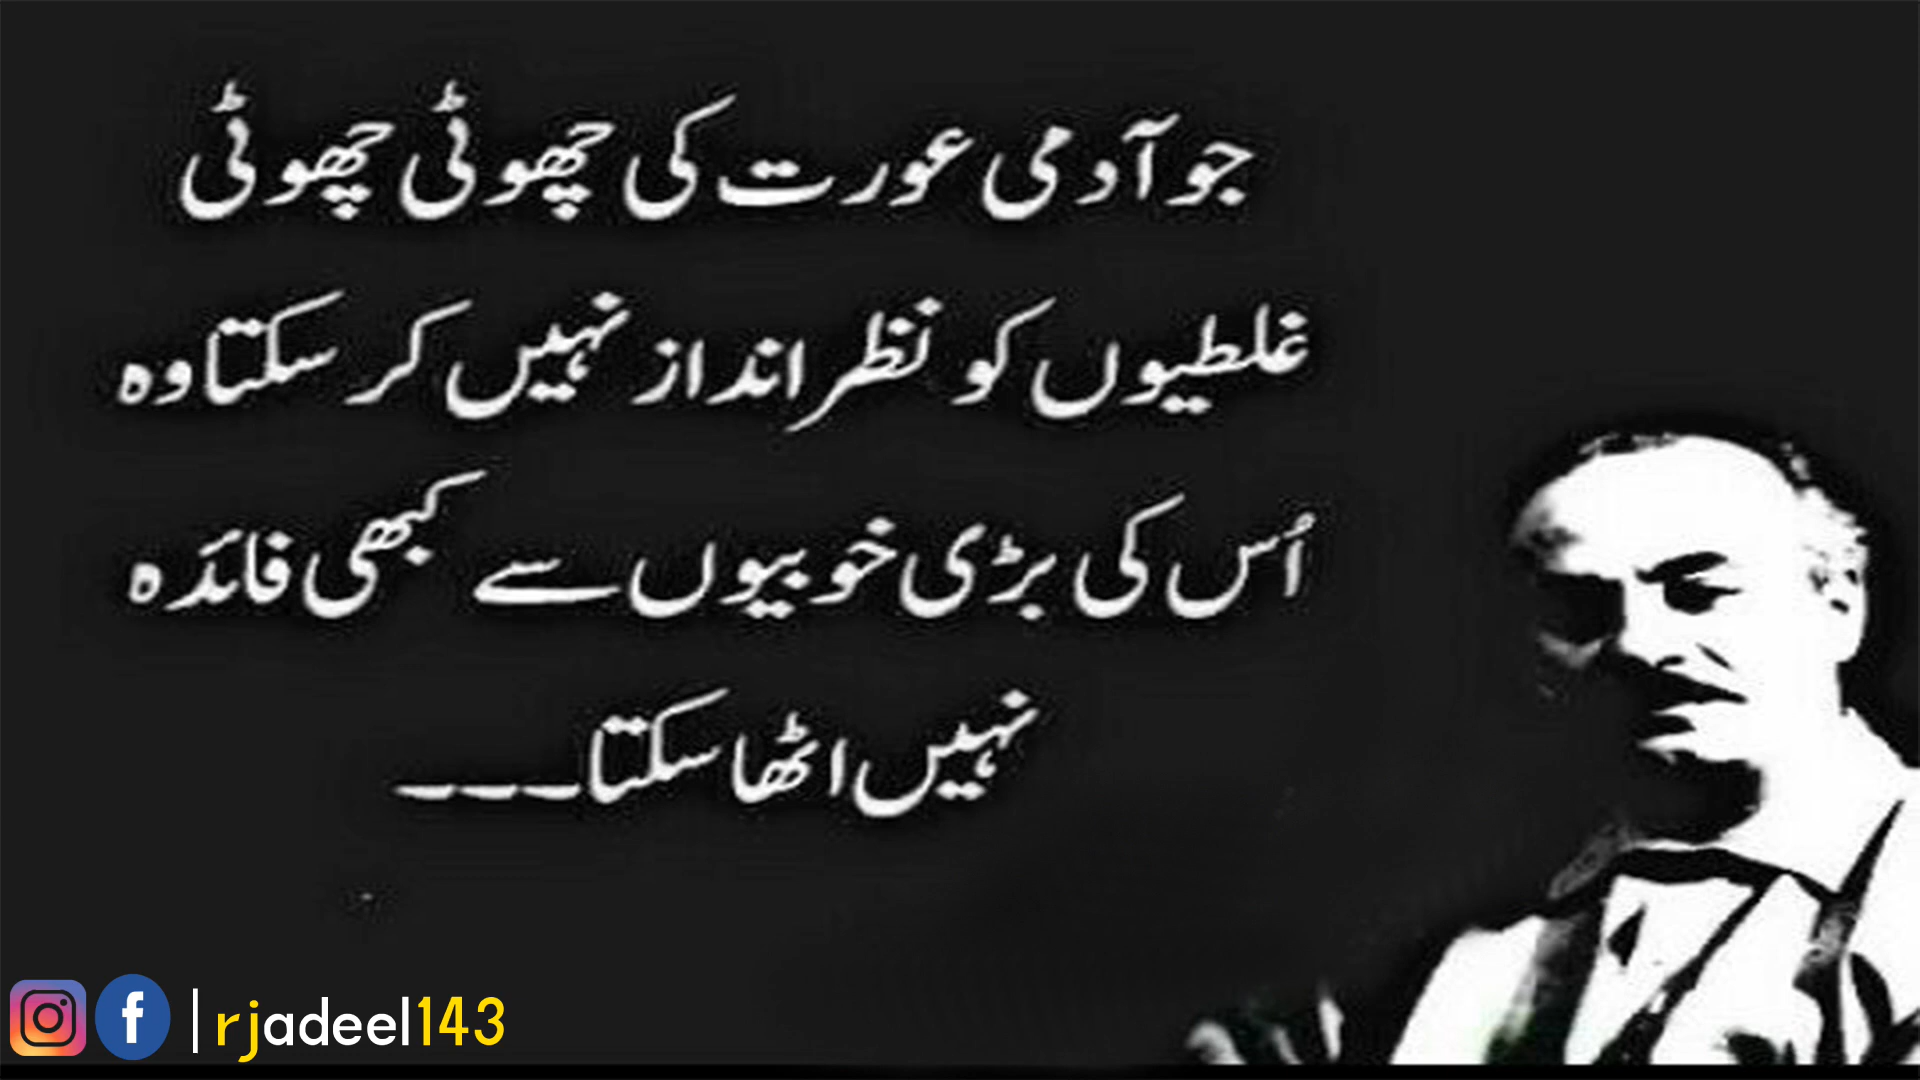 جو آدمی عورت کی چھوٹی چھوٹی
غلطیوں کو نظر انداز نہیں کر سکتا وہ
اُس کی بڑی خوبیوں سے کبھی فائدہ
نہیں اٹھا سکتا۔۔۔
rjadeel143